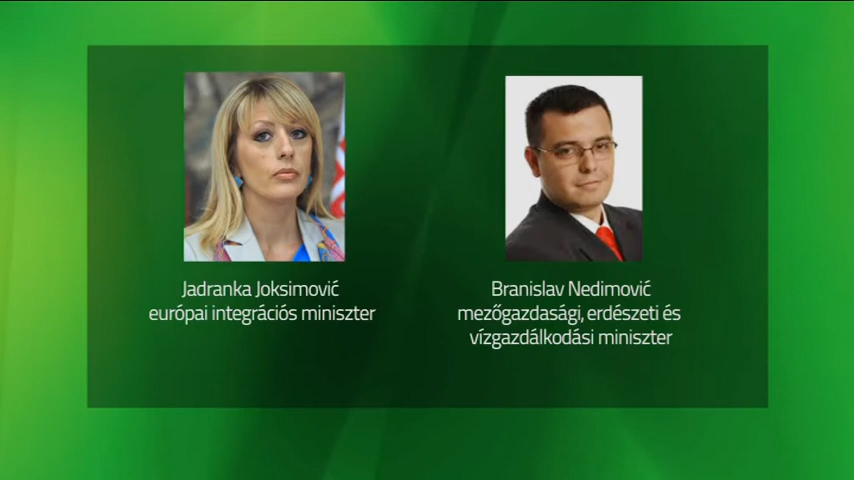 Jadranka Joksimović
európai integrációs miniszter
Branislav Nedimović
mezőgazdasági, erdészeti és
vízgazdálkodási miniszter